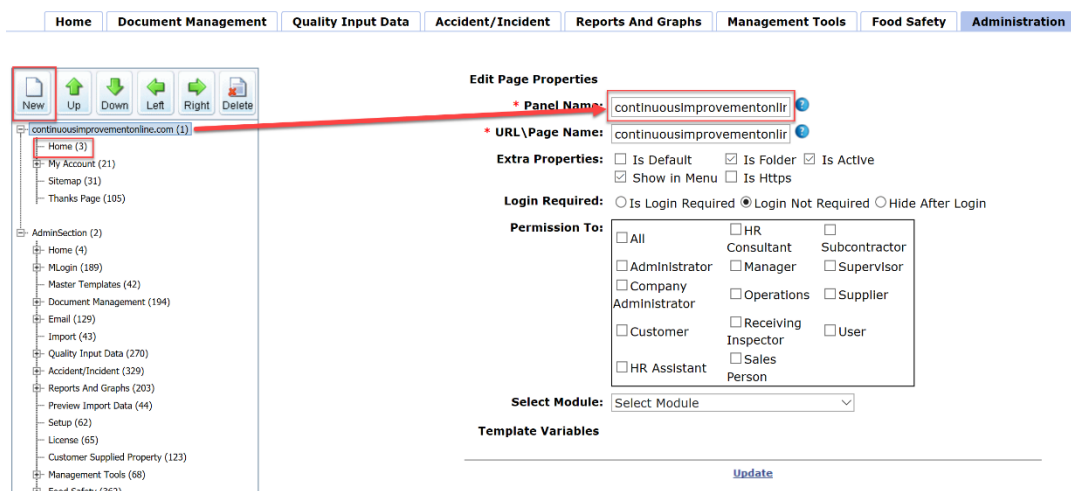 Home Document Management Quality Input Data Accident/Incident Reports And Graphs Management Tools Food Safety Administration
New Up Down Left Right Delete
continuousimprovementonline.com (1)
Home (3)
My Account (21)
Sitemap (31)
Thanks Page (105)
AdminSection (2)
Home (4)
MLogin (189)
Master Templates (42)
Document Management (194)
Email (129)
Import (43)
Quality Input Data (270)
Accident/Incident (329)
Reports And Graphs (203)
Preview Import Data (44)
Setup (62)
License (65)
Customer Supplied Property (123)
Management Tools (68)
Food Safety (362)
Edit Page Properties
* Panel Name: continuousimprovementonlir
* URL\Page Name: continuousimprovementonlir
Extra Properties: Is Default Is Folder Is Active
Show in Menu Is Https
Login Required: Is Login Required Login Not Required Hide After Login
Permission To:
All HR Consultant Subcontractor
Administrator Manager Supervisor
Company Administrator Operations Supplier
Customer Receiving Inspector User
HR Assistant Sales Person
Select Module: Select Module
Template Variables
Update